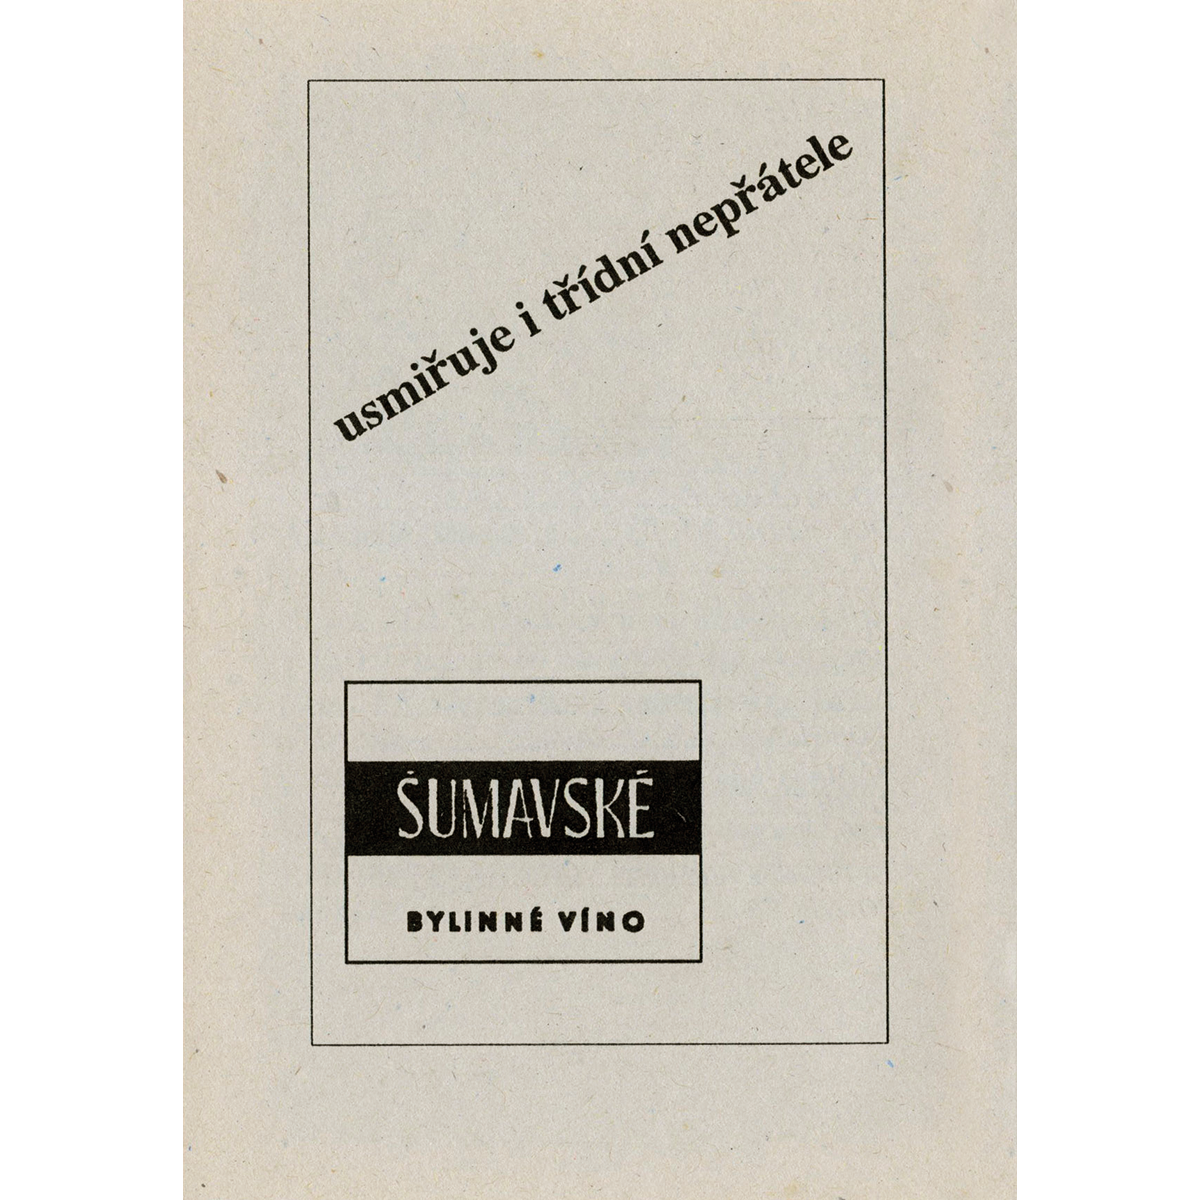 usmiřuje i třídní nepřátele
ŠUMAVSKÉ
BYLINNÉ VÍNO